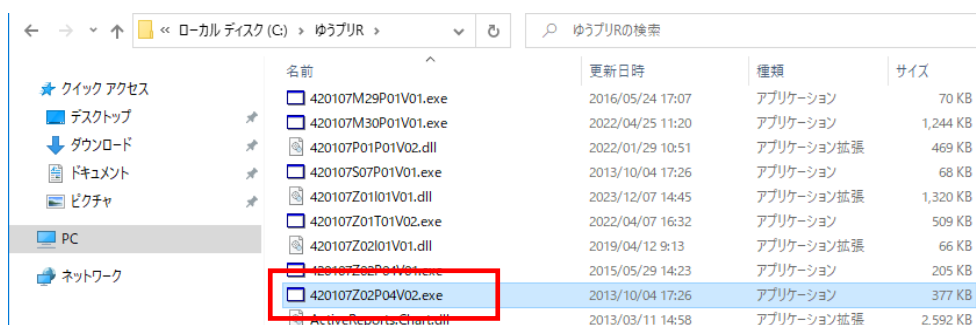 « ローカル ディスク (C:) › ゆうプリR ›
ゆうプリRの検索
名前 更新日時 種類 サイズ
クイック アクセス
デスクトップ
ダウンロード
ドキュメント
ピクチャ
PC
ネットワーク
420107M29P01V01.exe 2016/05/24 17:07 アプリケーション 70 KB
420107M30P01V01.exe 2022/04/25 11:20 アプリケーション 1,244 KB
420107P01P01V02.dll 2022/01/29 10:51 アプリケーション拡張 469 KB
420107S07P01V01.exe 2013/10/04 17:26 アプリケーション 68 KB
420107Z01I01V01.dll 2023/12/07 14:45 アプリケーション拡張 1,320 KB
420107Z01T01V02.exe 2022/04/07 16:32 アプリケーション 509 KB
420107Z02I01V01.dll 2019/04/12 9:13 アプリケーション拡張 66 KB
420107Z02P04V01.exe 2015/05/29 14:23 アプリケーション 205 KB
420107Z02P04V02.exe 2013/10/04 17:26 アプリケーション 377 KB
ActiveReports.Chart.dll 2013/03/11 14:58 アプリケーション拡張 2,592 KB